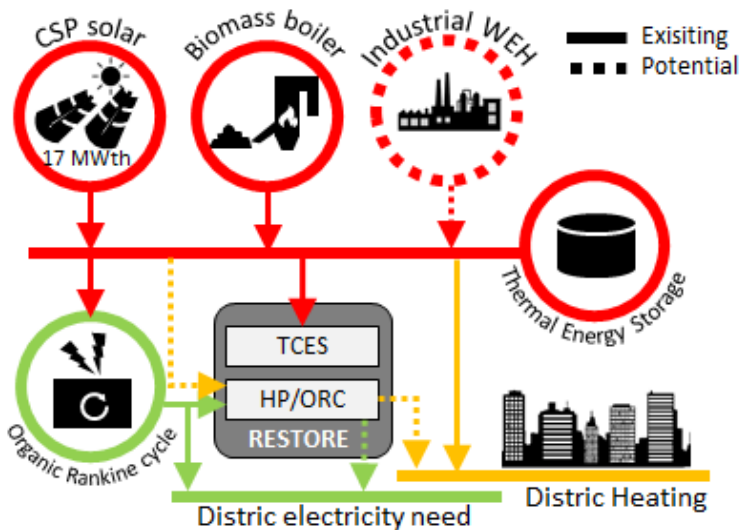 CSP solar
Biomass boiler
Industrial WEH
Exisiting
Potential
17 MWth
Thermal Energy Storage
TCES
HP/ORC
RESTORE
Organic Rankine cycle
Distric Heating
Distric electricity need